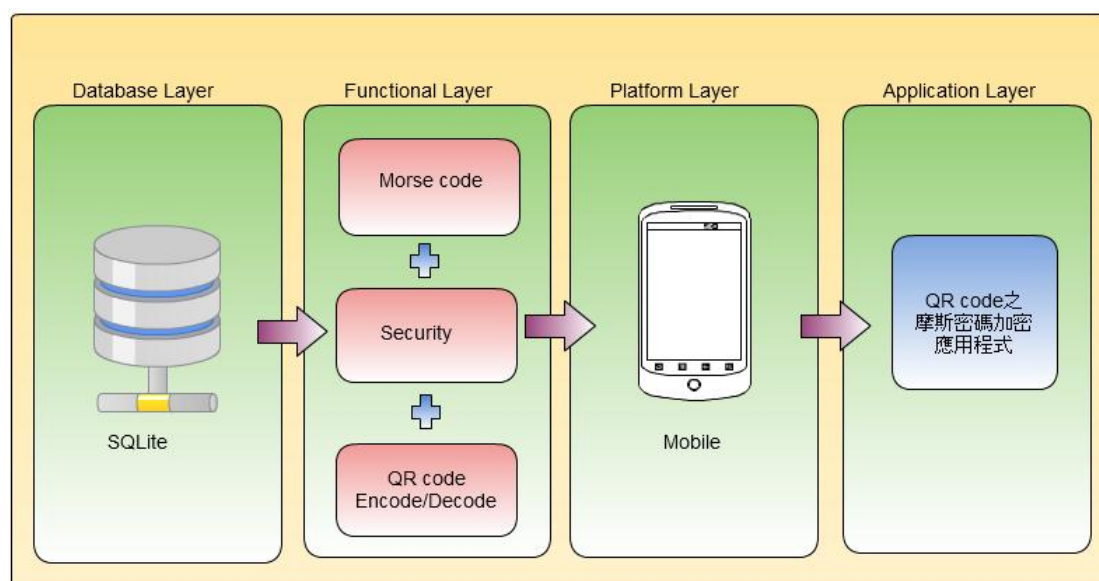 Database Layer
Functional Layer
Platform Layer
Application Layer
SQLite
Morse code
Security
QR code
Encode/Decode
Mobile
QR code之
摩斯密碼加密
應用程式